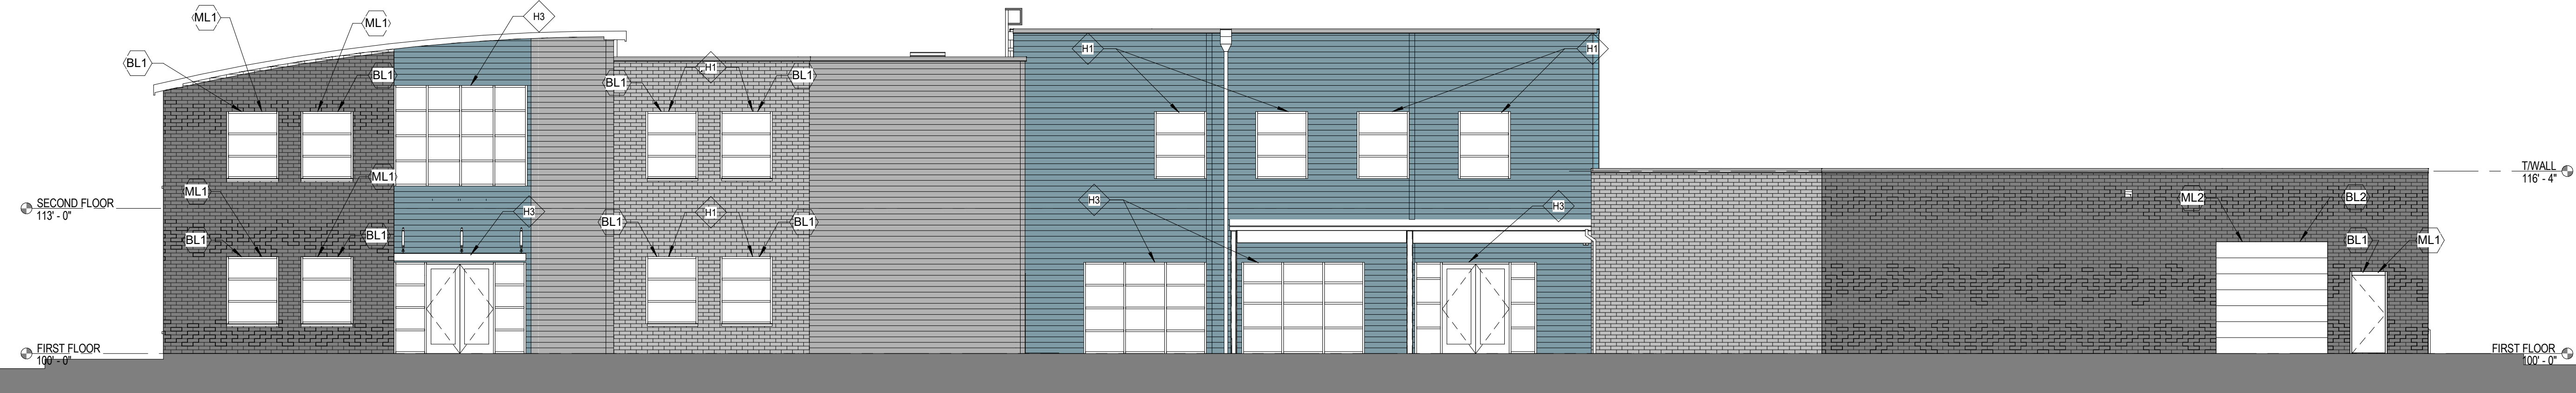 ML1
ML1
H3
BL1
BL1
BL1
H1
BL1
H1
H1
T/WALL
116' - 4"
ML1
ML1
SECOND FLOOR
113' - 0"
H3
BL1
H1
BL1
H3
H3
ML2
BL2
BL1
BL1
BL1
ML1
FIRST FLOOR
100' - 0"
FIRST FLOOR
100' - 0"